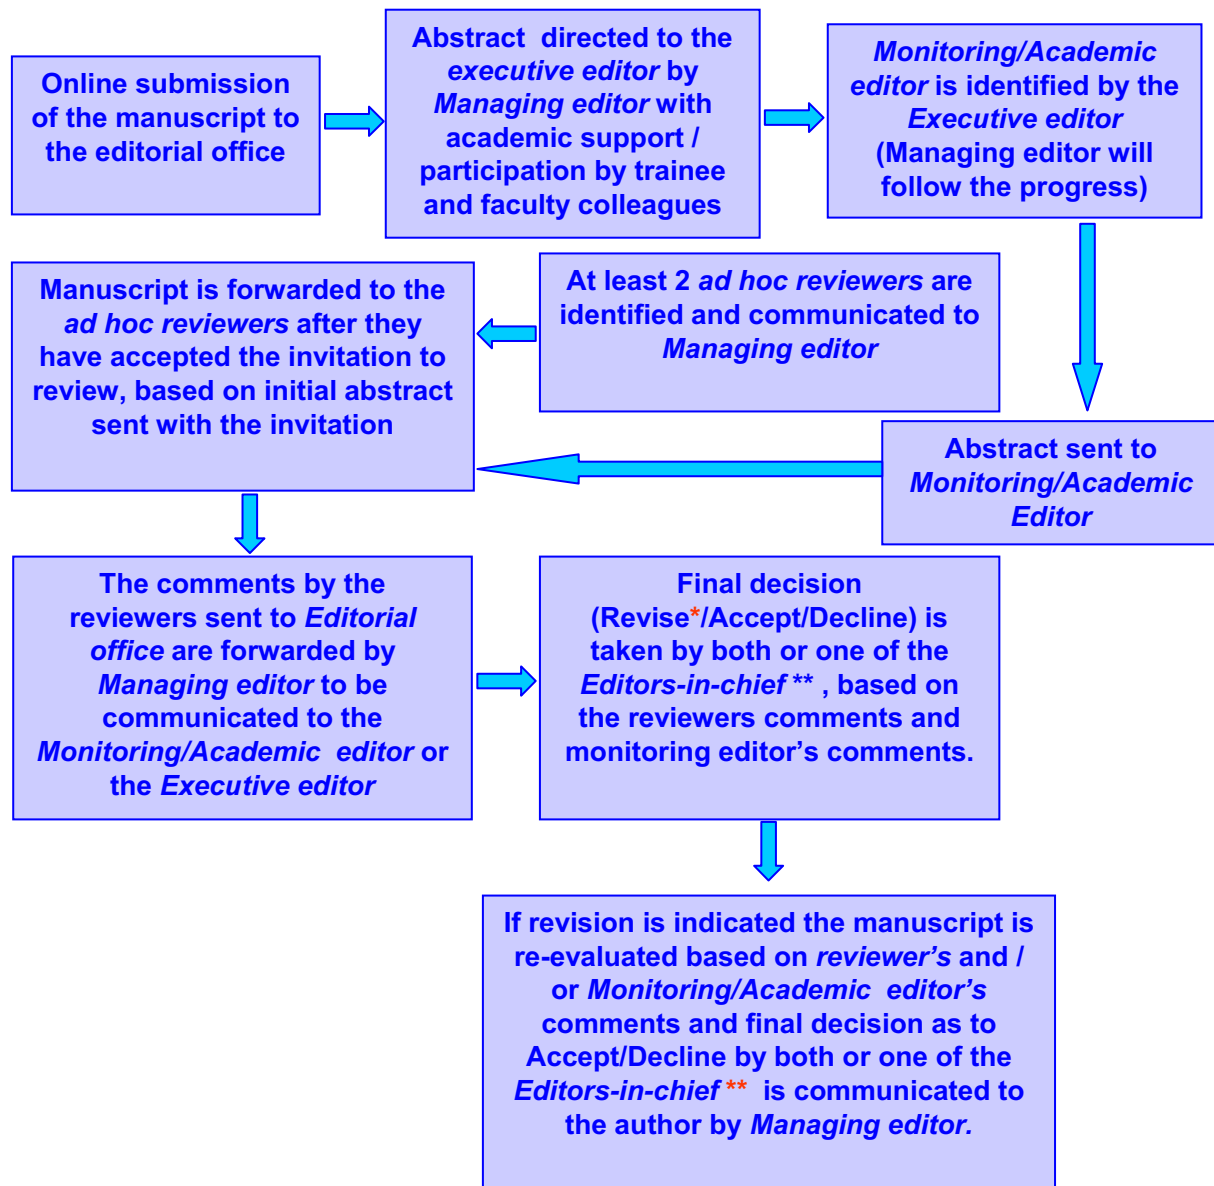 Online submission
of the manuscript to
the editorial office
Abstract directed to the
executive editor by
Managing editor with
academic support /
participation by trainee
and faculty colleagues
Monitoring/Academic
editor is identified by the
Executive editor
(Managing editor will
follow the progress)
Manuscript is forwarded to the
ad hoc reviewers after they
have accepted the invitation to
review, based on initial abstract
sent with the invitation
At least 2 ad hoc reviewers are
identified and communicated to
Managing editor
Abstract sent to
Monitoring/Academic
Editor
The comments by the
reviewers sent to Editorial
office are forwarded by
Managing editor to be
communicated to the
Monitoring/Academic editor or
the Executive editor
Final decision
(Revise*/Accept/Decline) is
taken by both or one of the
Editors-in-chief ** , based on
the reviewers comments and
monitoring editor’s comments.
If revision is indicated the manuscript is
re-evaluated based on reviewer's and /
or Monitoring/Academic editor’s
comments and final decision as to
Accept/Decline by both or one of the
Editors-in-chief ** is communicated to
the author by Managing editor.